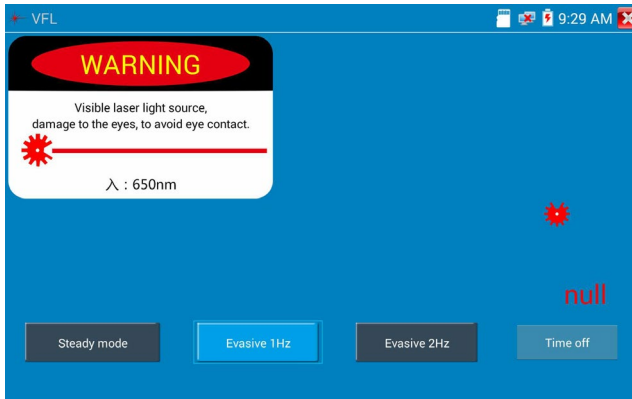 VFL
9:29 AM
WARNING
Visible laser light source,
damage to the eyes, to avoid eye contact.
入 : 650nm
null
Steady mode
Evasive 1Hz
Evasive 2Hz
Time off